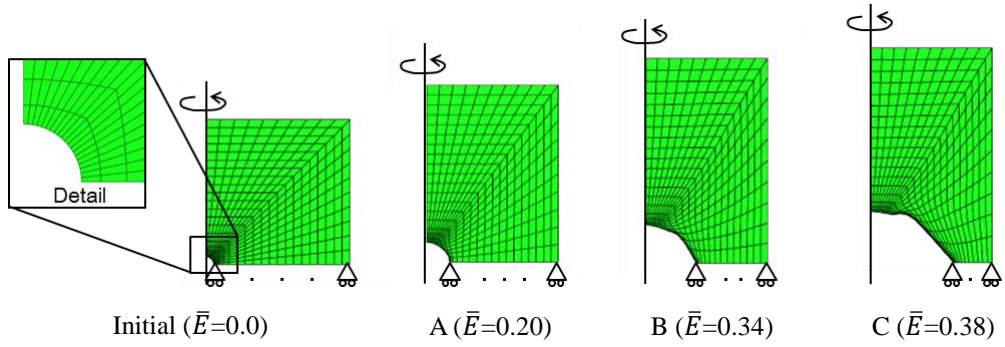 Detail
Initial (Ē=0.0)
A (Ē=0.20)
B (Ē=0.34)
C (Ē=0.38)